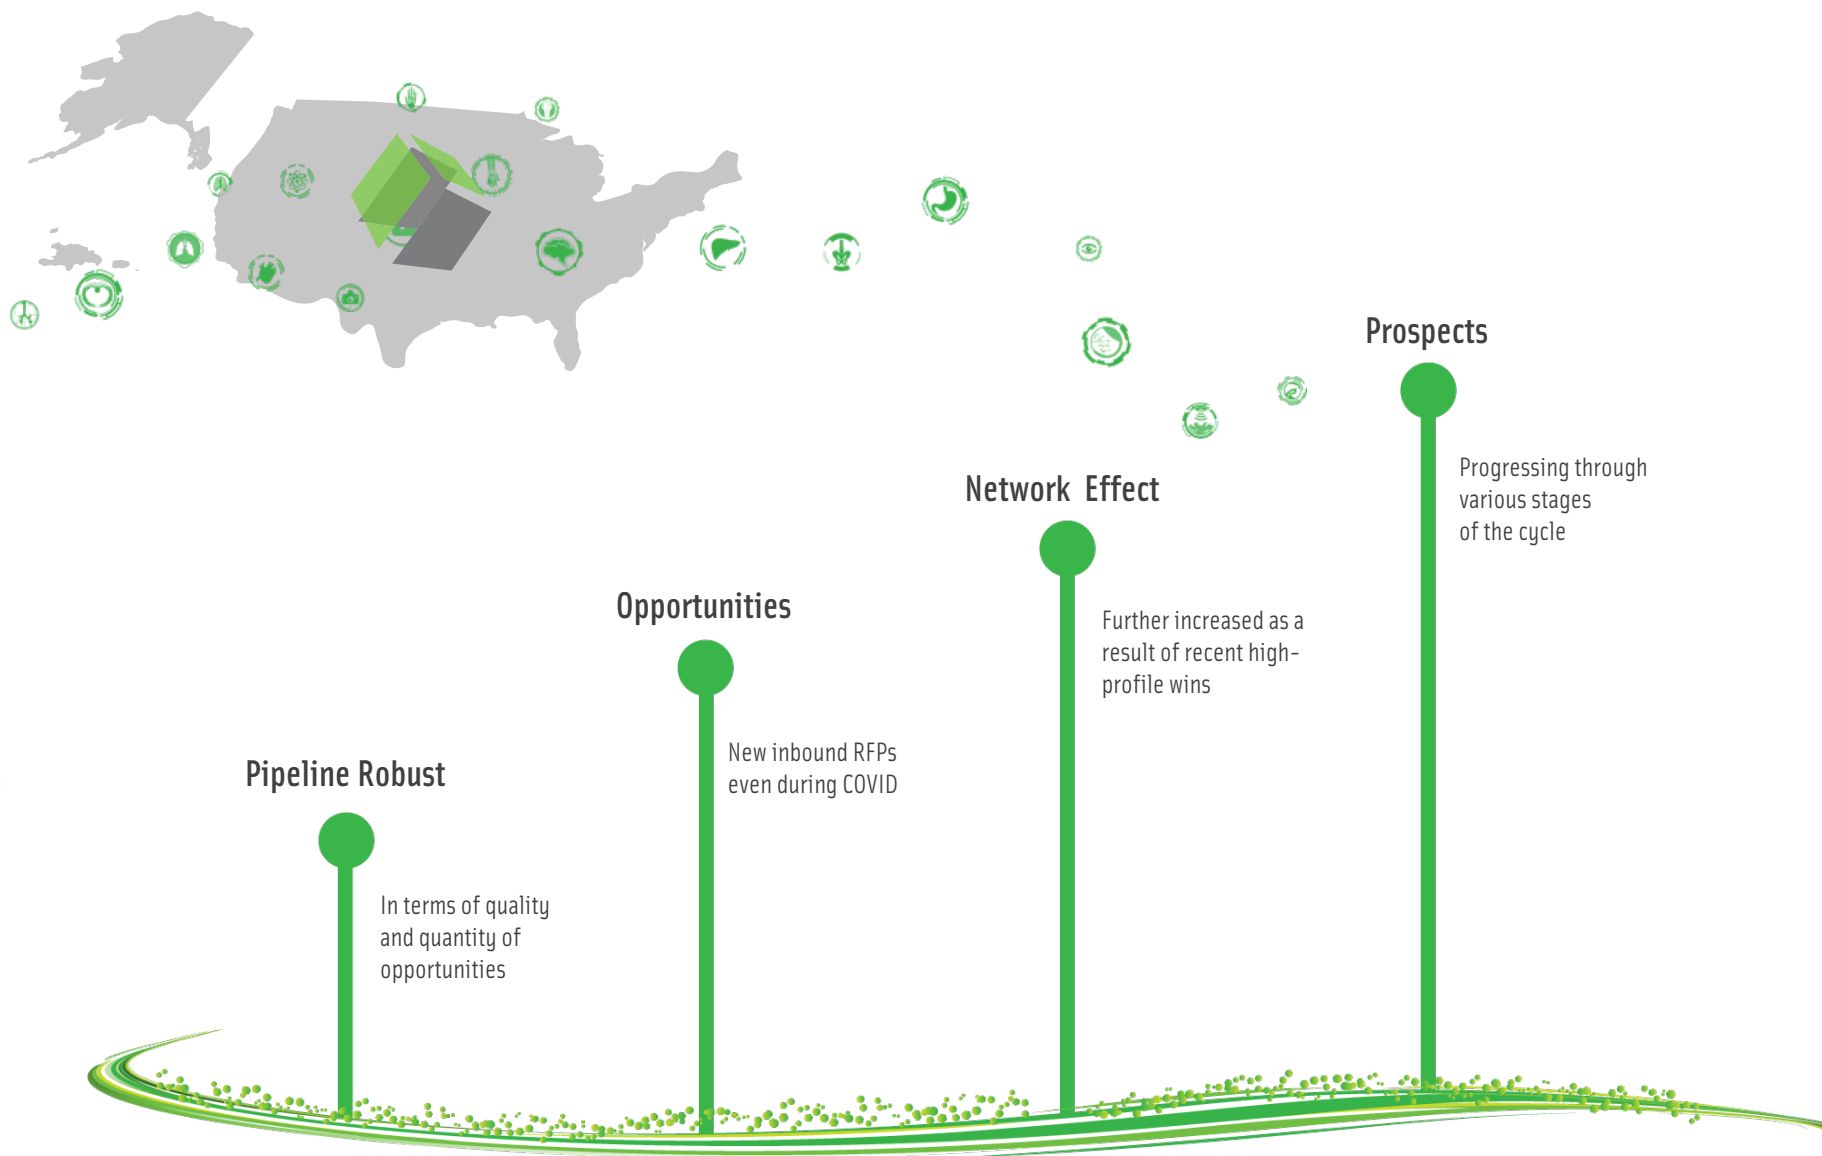 Prospects
Progressing through
various stages
of the cycle
Network Effect
Further increased as a
result of recent high-
profile wins
Opportunities
New inbound RFPs
even during COVID
Pipeline Robust
In terms of quality
and quantity of
opportunities